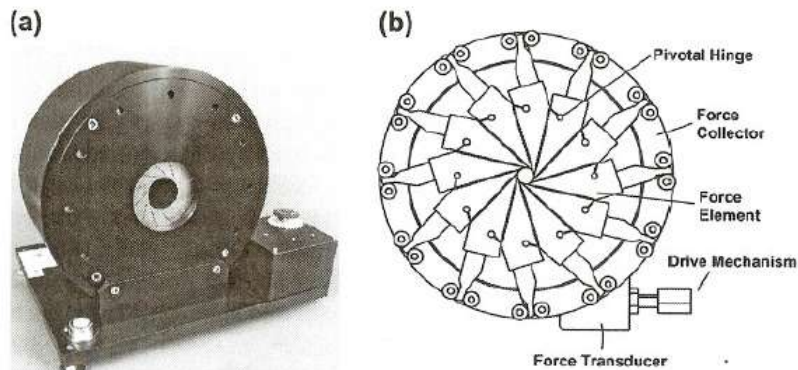 (a)
(b)
Pivotal Hinge
Force
Collector
Force
Element
Drive Mechanism
Force Transducer